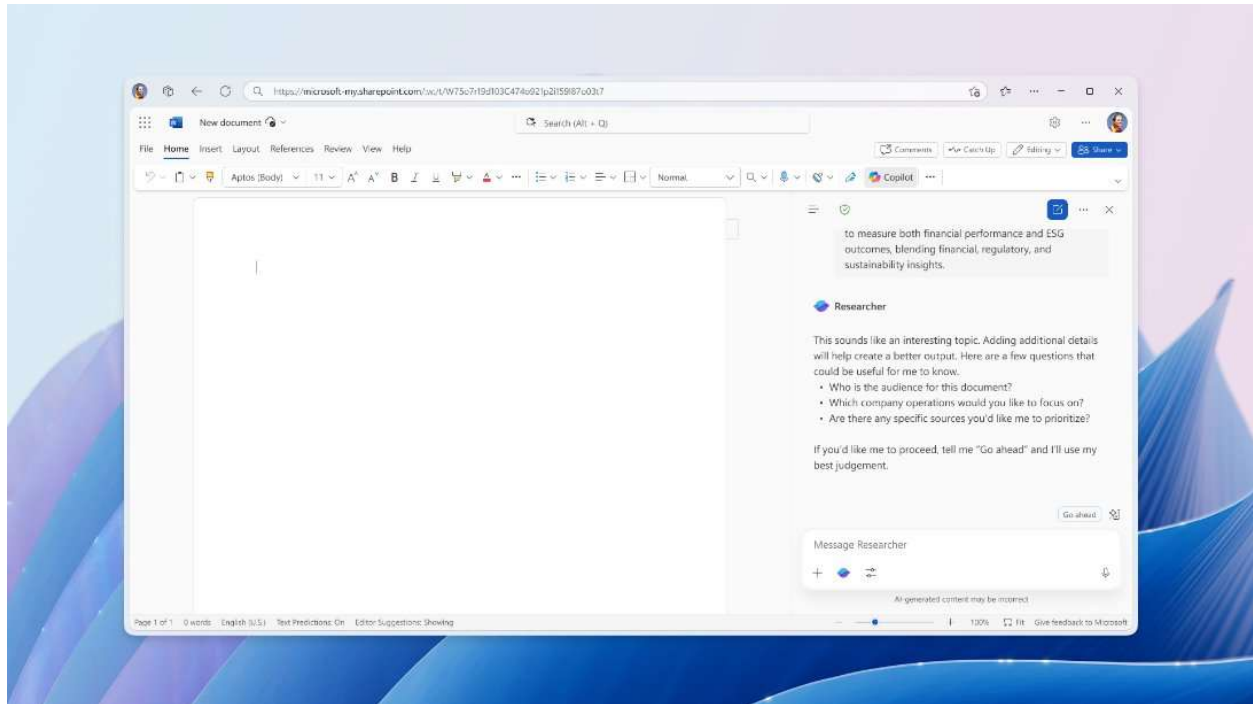 https://microsoft-my.sharepoint.com/
New document
Search (Alt + Q)
File Home Insert Layout References Review View Help
Comments Catch Up Editing Share
Aptos (Body) 11 A A B I U A Normal Copilot
to measure both financial performance and ESG
outcomes, blending financial, regulatory, and
sustainability insights.
Researcher
This sounds like an interesting topic. Adding additional details
will help create a better output. Here are a few questions that
could be useful for me to know.
• Who is the audience for this document?
• Which company operations would you like to focus on?
• Are there any specific sources you'd like me to prioritize?
If you'd like me to proceed, tell me "Go ahead" and I'll use my
best judgement.
Go ahead
Message Researcher
AI-generated content may be incorrect
Page 1 of 1 0 words English (U.S.) Text Predictions: On Editor Suggestions: Showing 100% Fit Give feedback to Microsoft